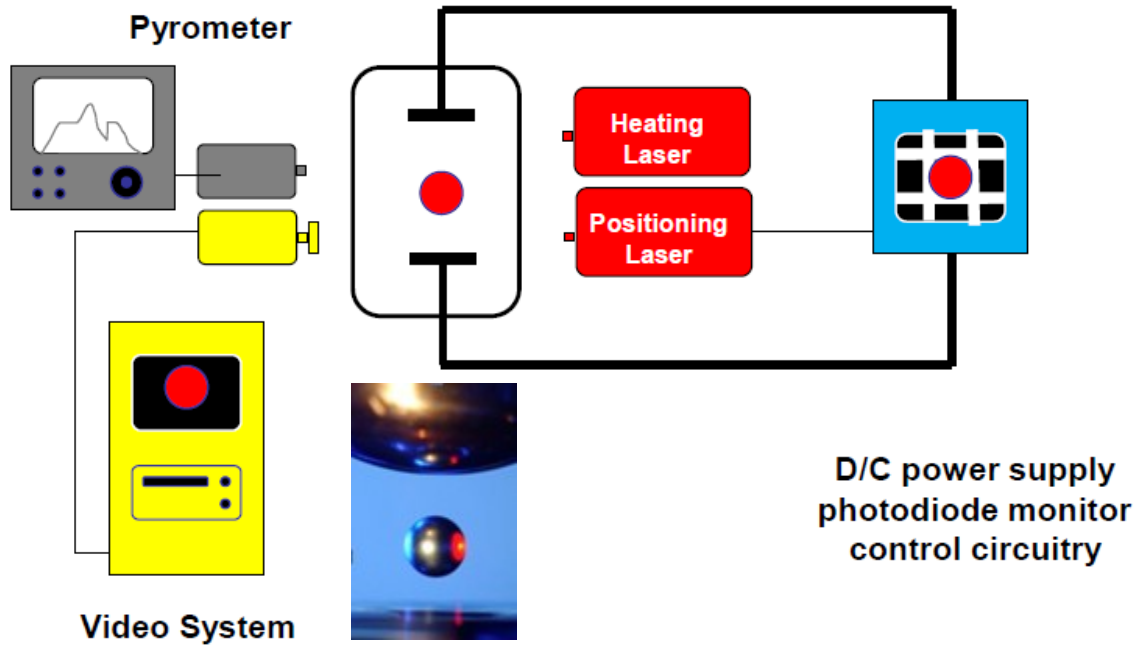 Pyrometer
Heating
Laser
Positioning
Laser
D/C power supply
photodiode monitor
control circuitry
Video System